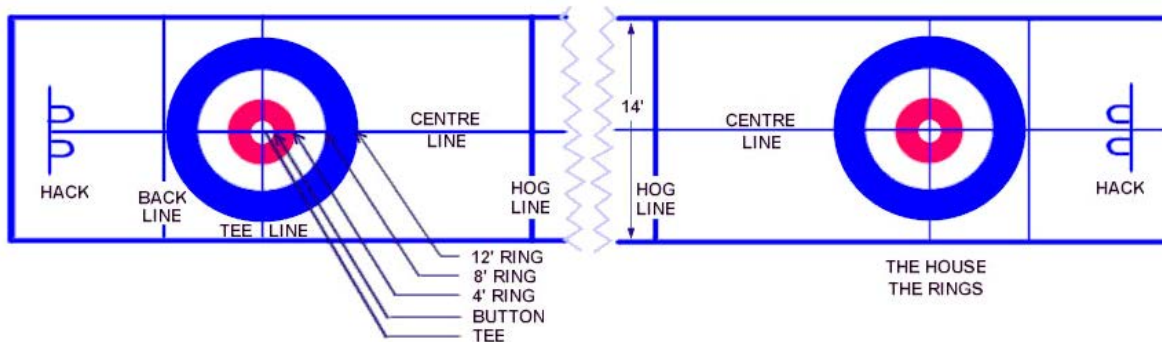 HACK
BACK
LINE
TEE LINE
CENTRE
LINE
HOG
LINE
12' RING
8' RING
4' RING
BUTTON
TEE
14'
HOG
LINE
CENTRE
LINE
HACK
THE HOUSE
THE RINGS